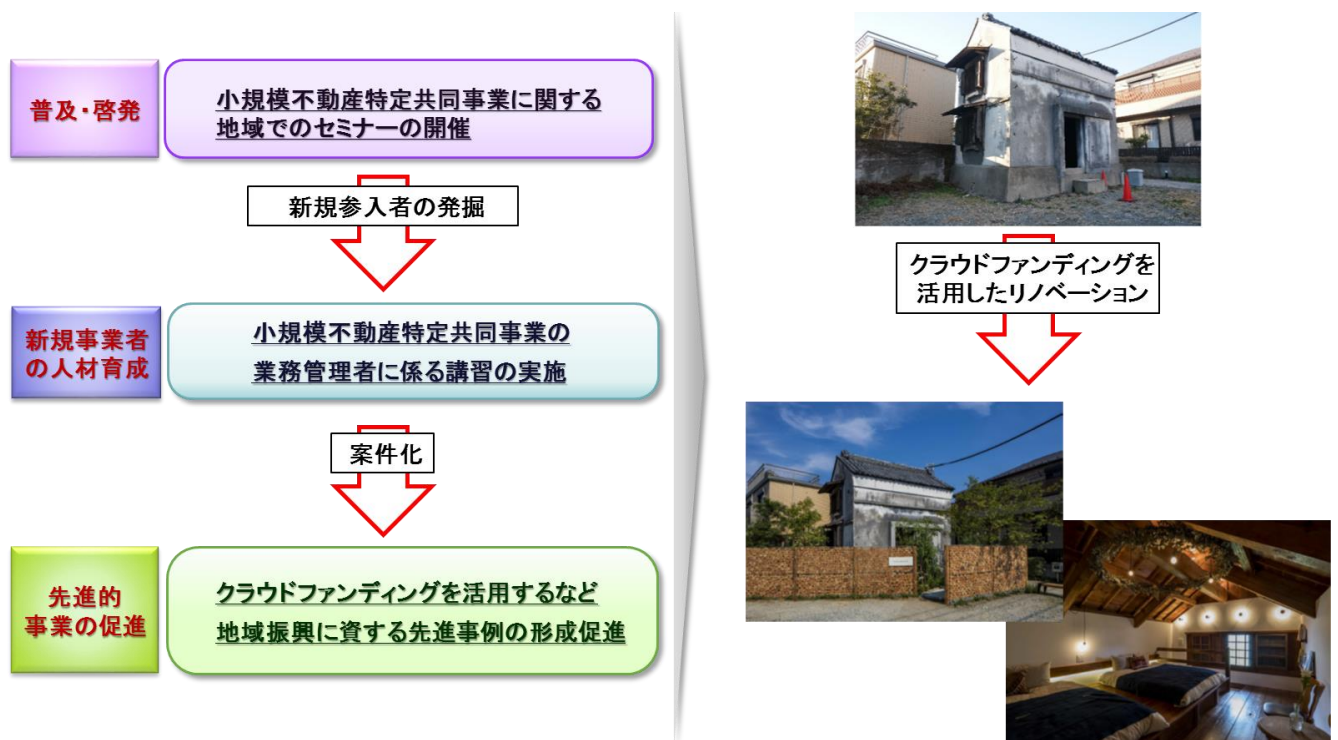 普及・啓発
小規模不動産特定共同事業に関する
地域でのセミナーの開催
新規参入者の発掘
新規事業者
の人材育成
小規模不動産特定共同事業の
業務管理者に係る講習の実施
案件化
先進的
事業の促進
クラウドファンディングを活用するなど
地域振興に資する先進事例の形成促進
クラウドファンディングを
活用したリノベーション